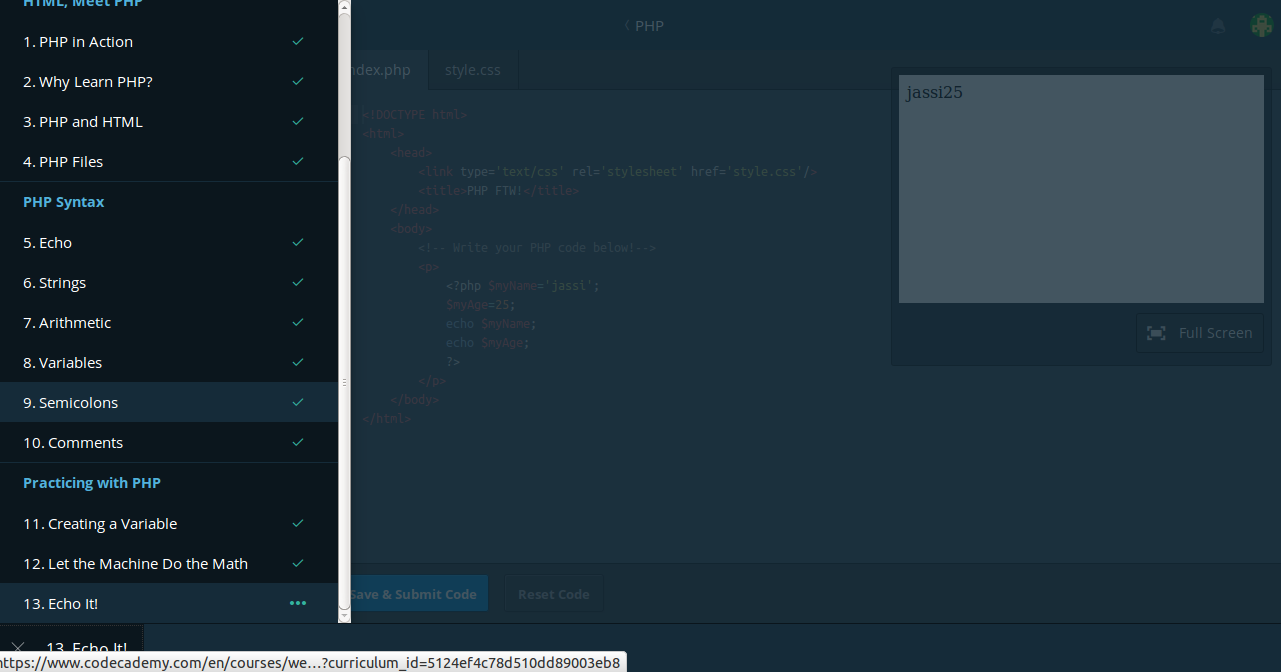 HTML, Meet PHP
1. PHP in Action
2. Why Learn PHP?
3. PHP and HTML
4. PHP Files
PHP Syntax
5. Echo
6. Strings
7. Arithmetic
8. Variables
9. Semicolons
10. Comments
Practicing with PHP
11. Creating a Variable
12. Let the Machine Do the Math
13. Echo It!
PHP
ndex.php
style.css
<!DOCTYPE html>
<html>
<head>
<link type='text/css' rel='stylesheet' href='style.css'/>
<title>PHP FTW!</title>
</head>
<body>
<!-- Write your PHP code below!-->
<p>
<?php $myName='jassi';
$myAge=25;
echo $myName;
echo $myAge;
?>
</p>
</body>
</html>
jassi25
Full Screen
Save & Submit Code
Reset Code
13. Echo It!
https://www.codecademy.com/en/courses/we...?curriculum_id=5124ef4c78d510dd89003eb8